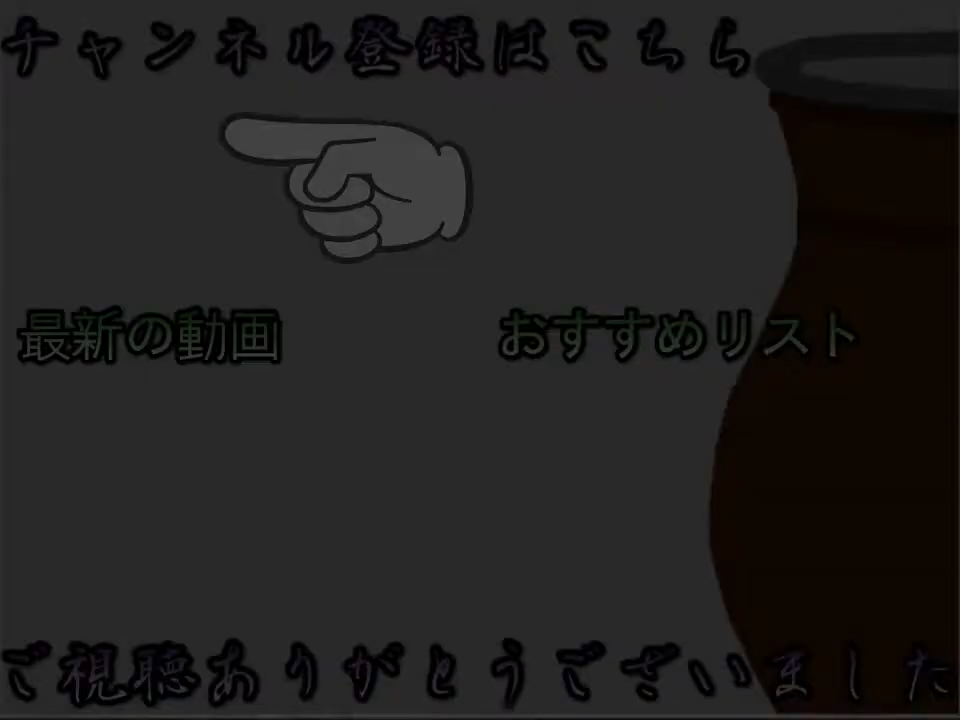 チャンネル登録はこちら
最新の動画
おすすめリスト
ご視聴ありがとうございました